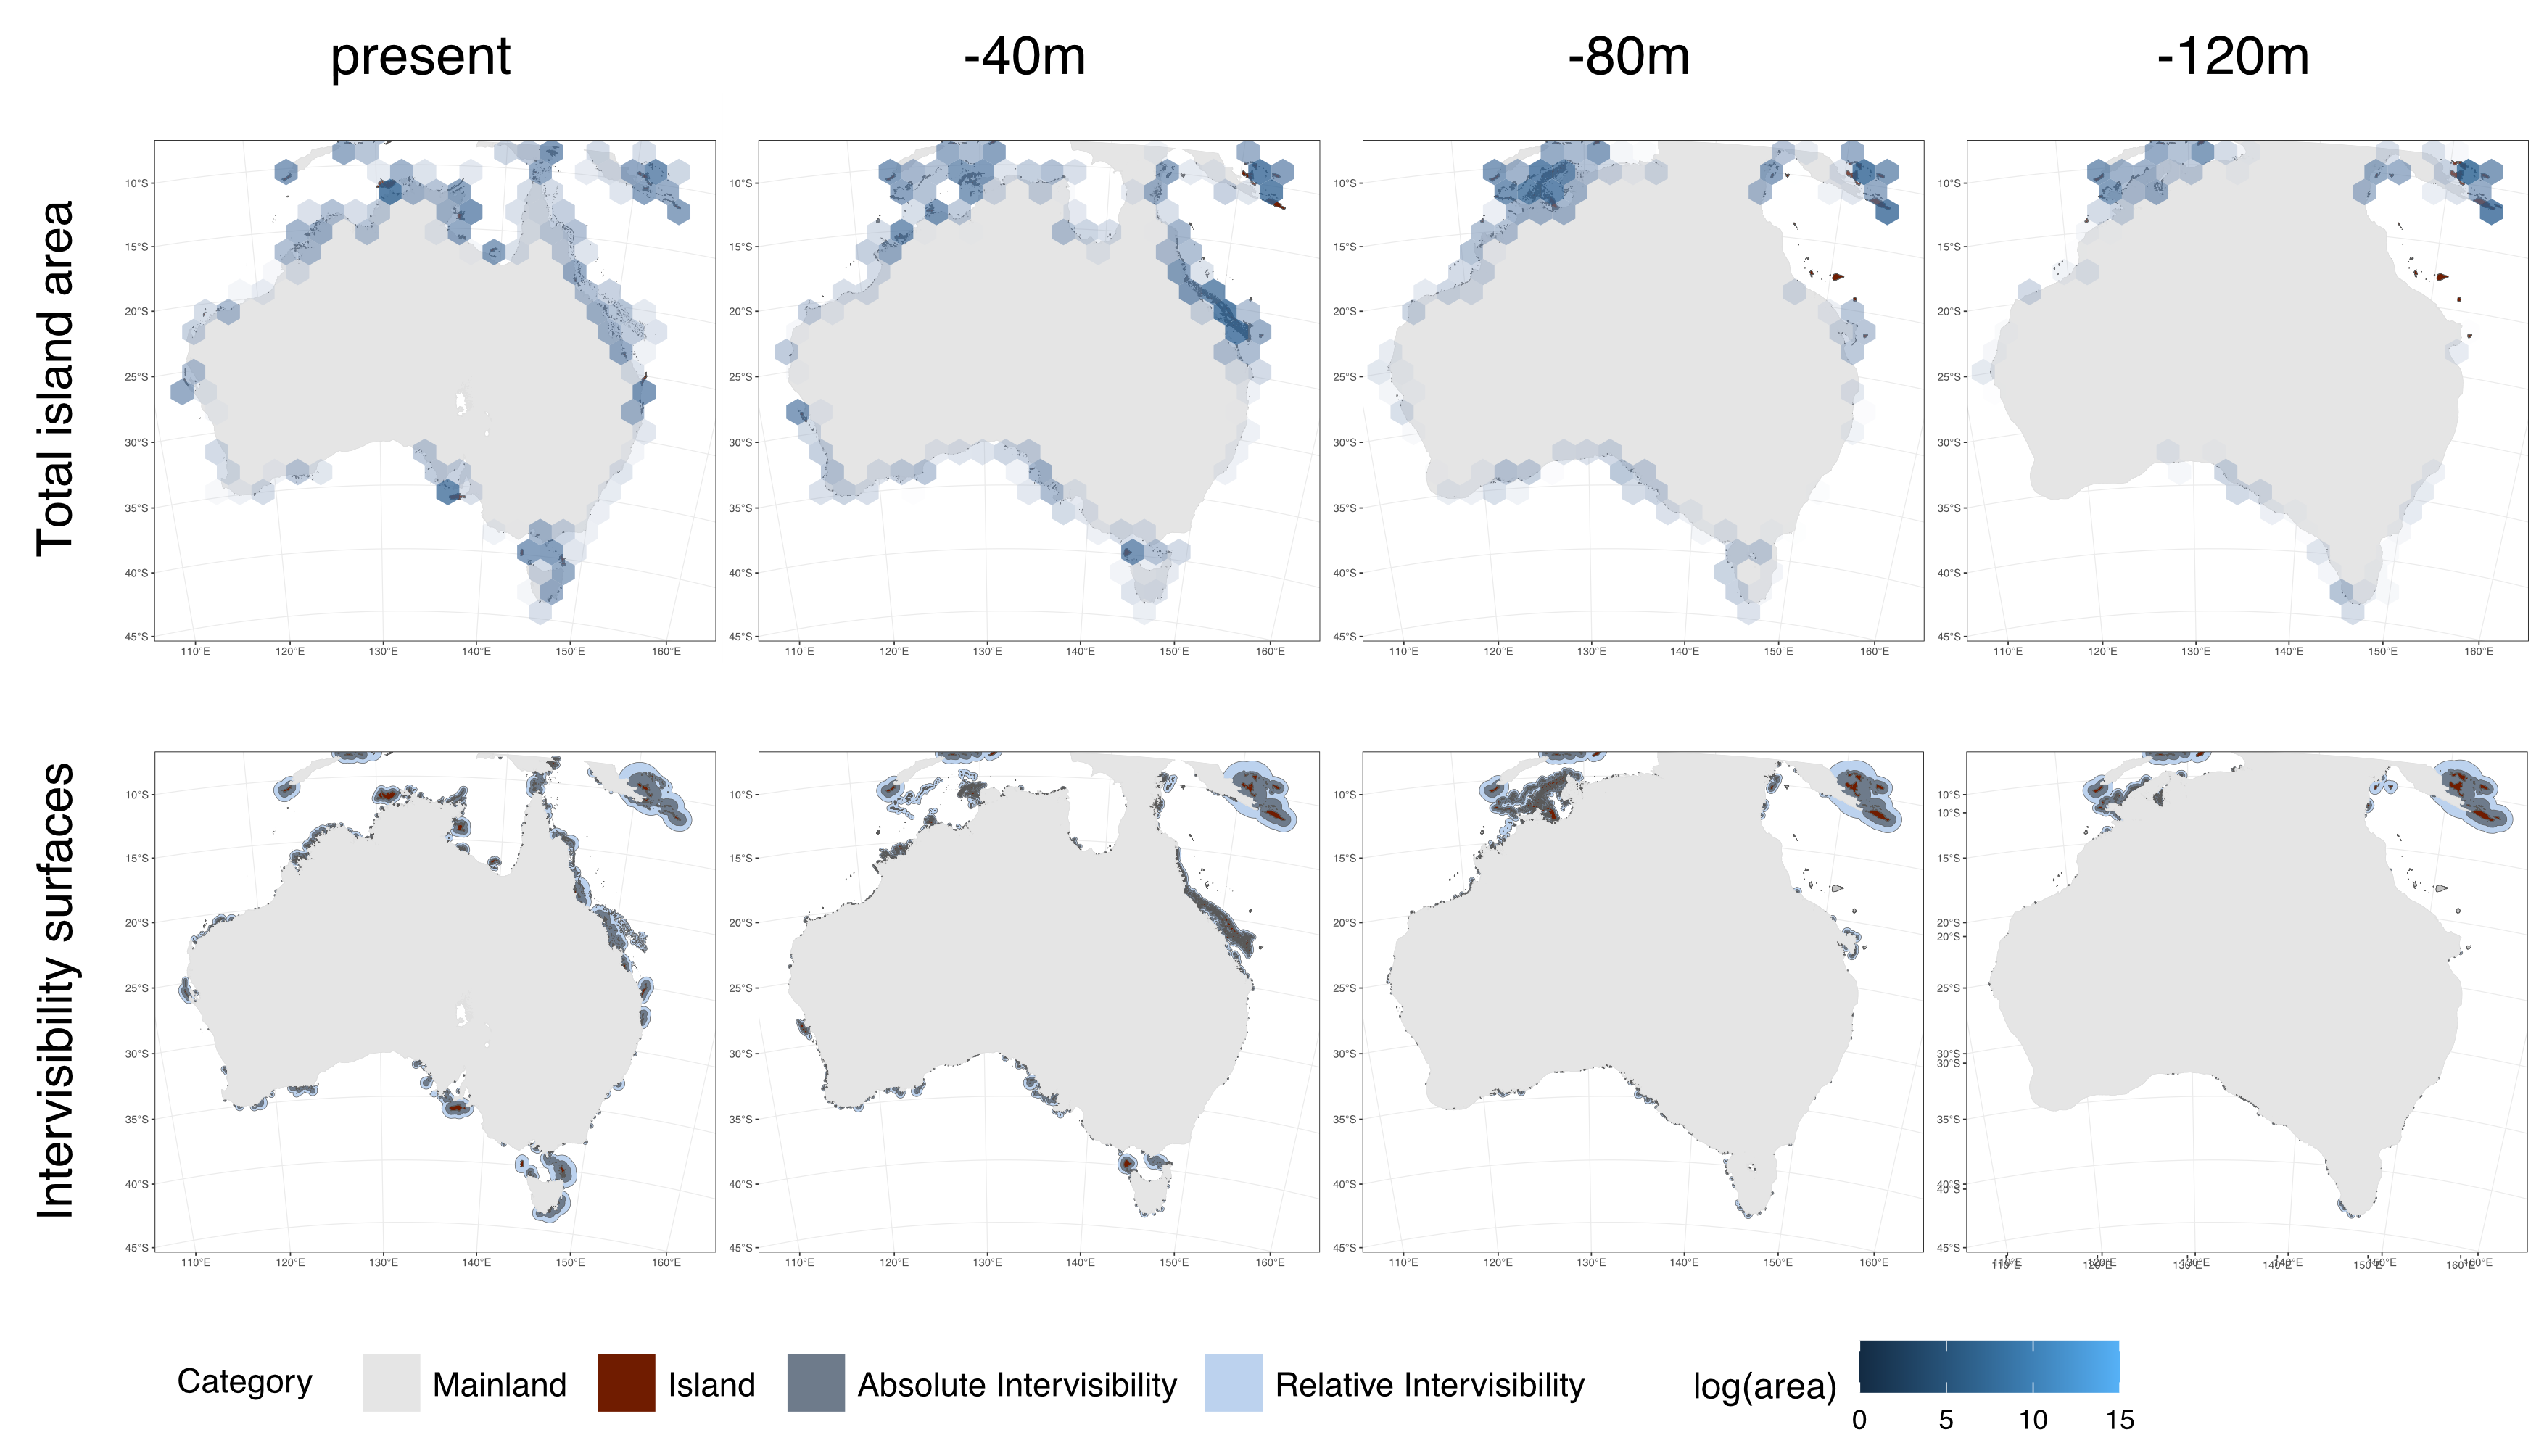 present -40m -80m -120m
Total island area
10°S 10°S 10°S 10°S
15°S 15°S 15°S 15°S
20°S 20°S 20°S 20°S
25°S 25°S 25°S 25°S
30°S 30°S 30°S 30°S
35°S 35°S 35°S 35°S
40°S 40°S 40°S 40°S
45°S 45°S 45°S 45°S
110°E 120°E 130°E 140°E 150°E 160°E 110°E 120°E 130°E 140°E 150°E 160°E 110°E 120°E 130°E 140°E 150°E 160°E 110°E 120°E 130°E 140°E 150°E 160°E
Intervisibility surfaces
10°S 10°S 10°S 10°S
10°S
15°S 15°S 15°S 15°S
20°S 20°S 20°S 20°S
20°S
25°S 25°S 25°S 25°S
30°S 30°S 30°S 30°S
30°S
35°S 35°S 35°S 35°S
40°S 40°S 40°S 40°S
40°S
45°S 45°S 45°S 45°S
110°E 120°E 130°E 140°E 150°E 160°E 110°E 120°E 130°E 140°E 150°E 160°E 110°E 120°E 130°E 140°E 150°E 160°E
Category Mainland Island Absolute Intervisibility Relative Intervisibility log(area)
0 5 10 15